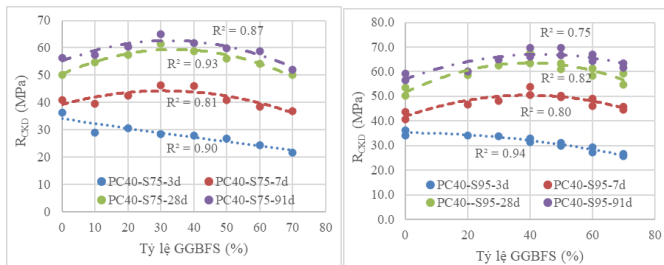 70
60
50
40
30
20
10
0
R_CKD (MPa)
R² = 0.87
R² = 0.93
R² = 0.81
R² = 0.90
PC40-S75-3d
PC40-S75-7d
PC40-S75-28d
PC40-S75-91d
0 10 20 30 40 50 60 70 80
Tỷ lệ GGBFS (%)
80.0
70.0
60.0
50.0
40.0
30.0
20.0
10.0
0.0
R_CKD (MPa)
R² = 0.75
R² = 0.82
R² = 0.80
R² = 0.94
PC40-S95-3d
PC40-S95-7d
PC40--S95-28d
PC40-S95-91d
0 20 40 60 80
Tỷ lệ GGBFS (%)